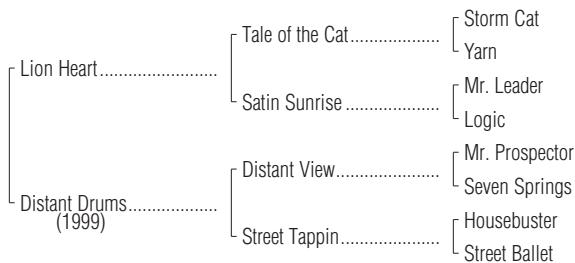 Storm Cat
Tale of the Cat....................
Yarn
Lion Heart.........................
Mr. Leader
Satin Sunrise .....................
Logic
Mr. Prospector
Distant View.......................
Seven Springs
Distant Drums...................
(1999)
Housebuster
Street Tappin......................
Street Ballet